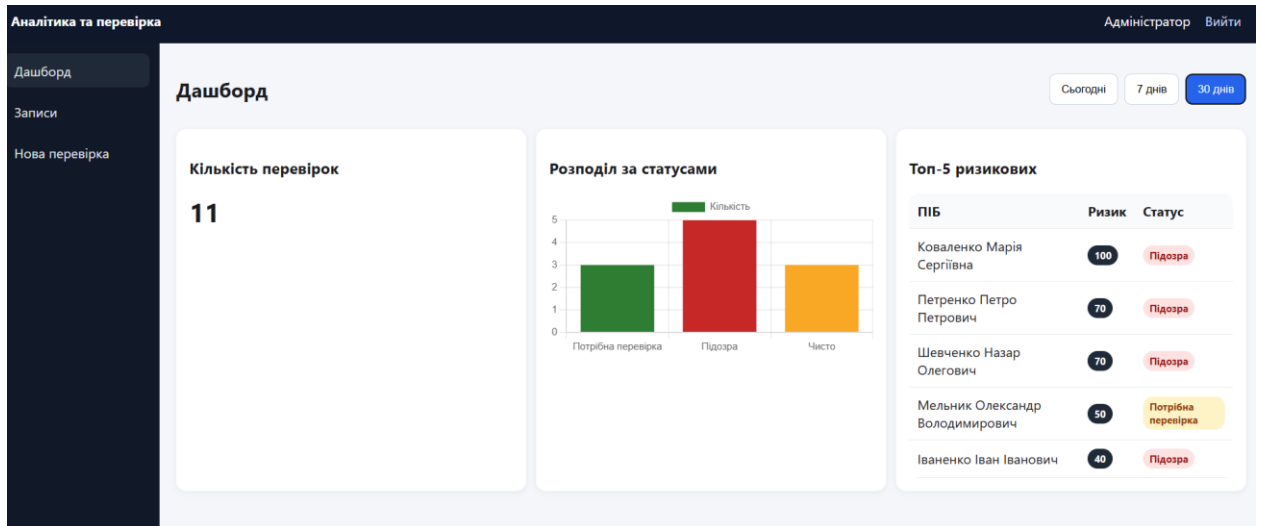 Аналітика та перевірка
Адміністратор Вийти
Дашборд
Записи
Нова перевірка
Дашборд
Сьогодні 7 днів 30 днів
Кількість перевірок
11
Розподіл за статусами
Кількість
5
4
3
2
1
0
Потрібна перевірка Підозра Чисто
Топ-5 ризикових
ПІБ Ризик Статус
Коваленко Марія
Сергіївна
100 Підозра
Петренко Петро
Петрович
70 Підозра
Шевченко Назар
Олегович
70 Підозра
Мельник Олександр
Володимирович
50 Потрібна
перевірка
Іваненко Іван Іванович 40 Підозра